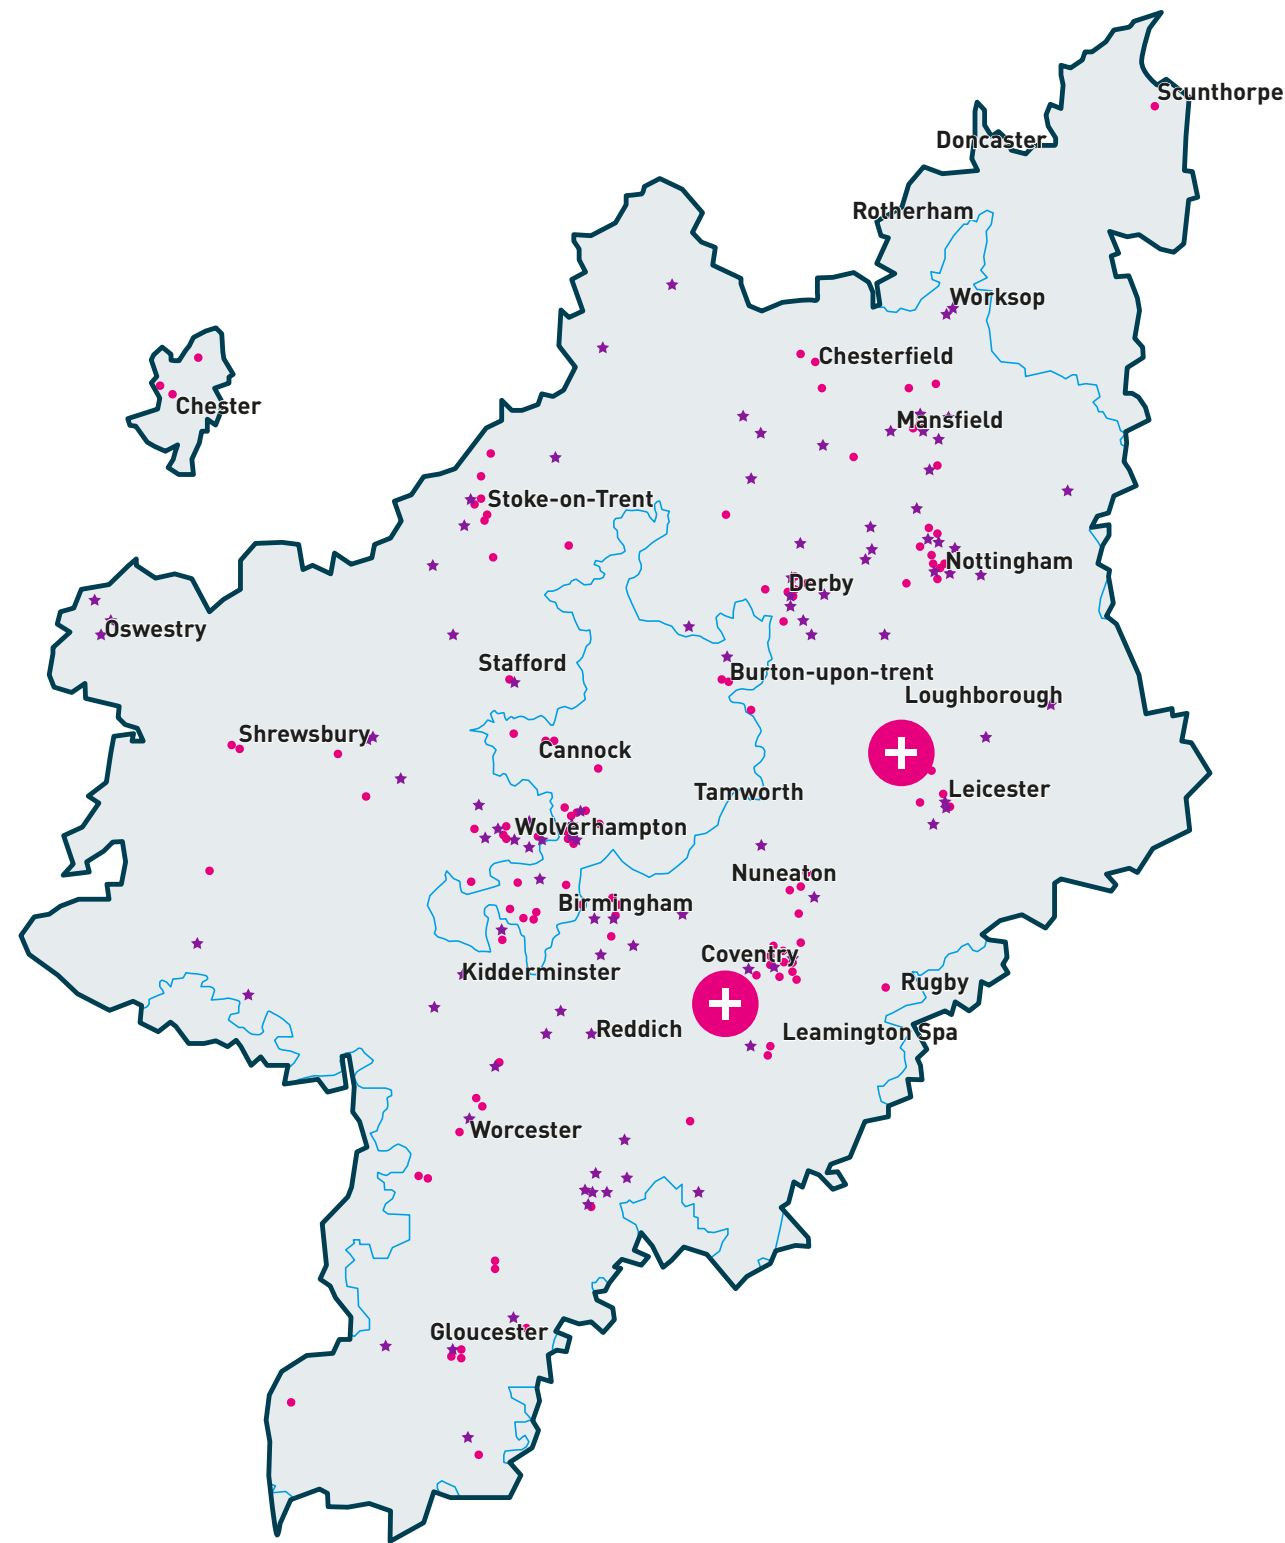 Scunthorpe
Doncaster
Rotherham
Worksop
Chesterfield
Chester
Mansfield
Stoke-on-Trent
Nottingham
Derby
Oswestry
Stafford
Burton-upon-trent
Loughborough
Shrewsbury
Cannock
Leicester
Tamworth
Wolverhampton
Nuneaton
Birmingham
Coventry
Kidderminster
Rugby
Reddich
Leamington Spa
Worcester
Gloucester